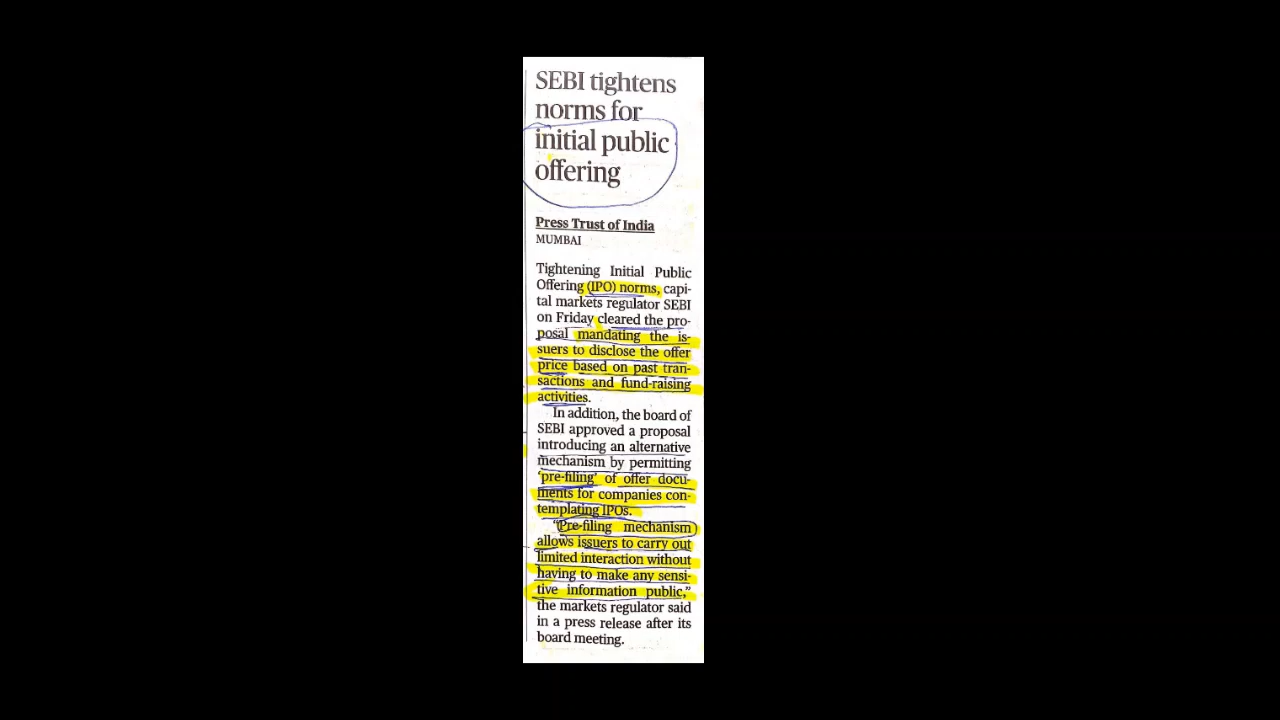 SEBI tightens
norms for
initial public
offering
Press Trust of India
MUMBAI
Tightening Initial Public
Offering (IPO) norms, capi-
tal markets regulator SEBI
on Friday cleared the pro-
posal mandating the is-
suers to disclose the offer
price based on past tran-
sactions and fund-raising
activities.
In addition, the board of
SEBI approved a proposal
introducing an alternative
mechanism by permitting
‘pre-filing’ of offer docu-
ments for companies con-
templating IPOs.
“Pre-filing mechanism
allows issuers to carry out
limited interaction without
having to make any sensi-
tive information public,”
the markets regulator said
in a press release after its
board meeting.